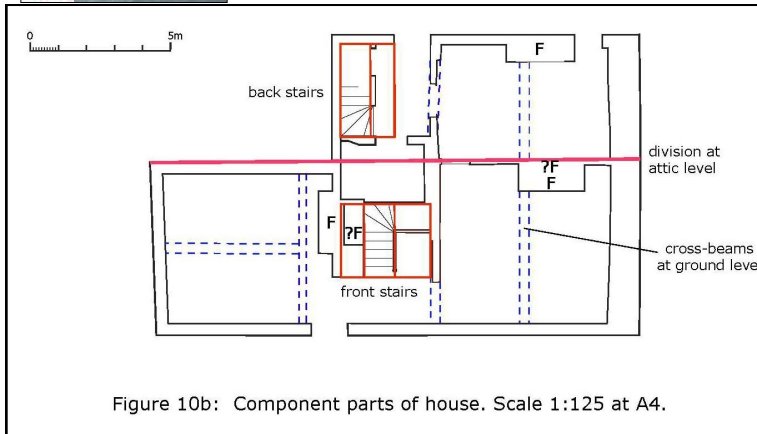 0
5m
F
back stairs
?F
F
division at
attic level
F
?F
cross-beams
at ground level
front stairs
Figure 10b: Component parts of house. Scale 1:125 at A4.